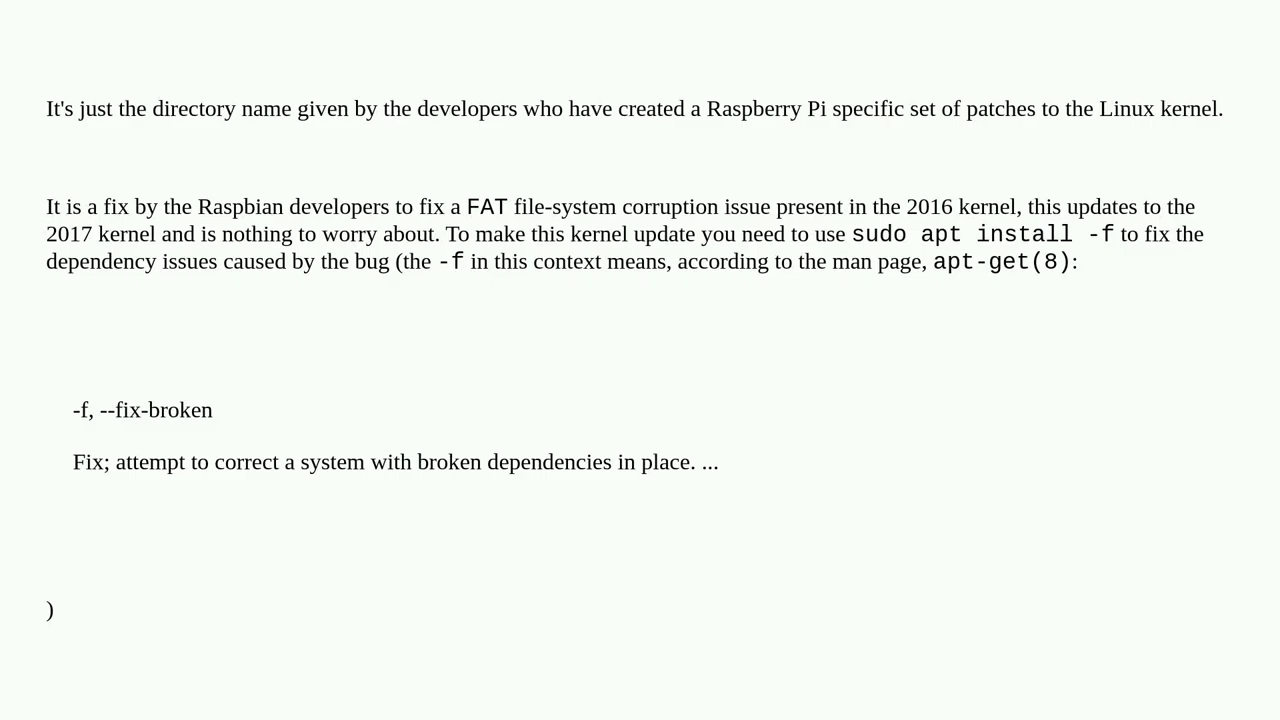 It's just the directory name given by the developers who have created a Raspberry Pi specific set of patches to the Linux kernel.
It is a fix by the Raspbian developers to fix a FAT file-system corruption issue present in the 2016 kernel, this updates to the
2017 kernel and is nothing to worry about. To make this kernel update you need to use sudo apt install -f to fix the
dependency issues caused by the bug (the -f in this context means, according to the man page, apt-get(8):
-f, --fix-broken
Fix; attempt to correct a system with broken dependencies in place. ...
)